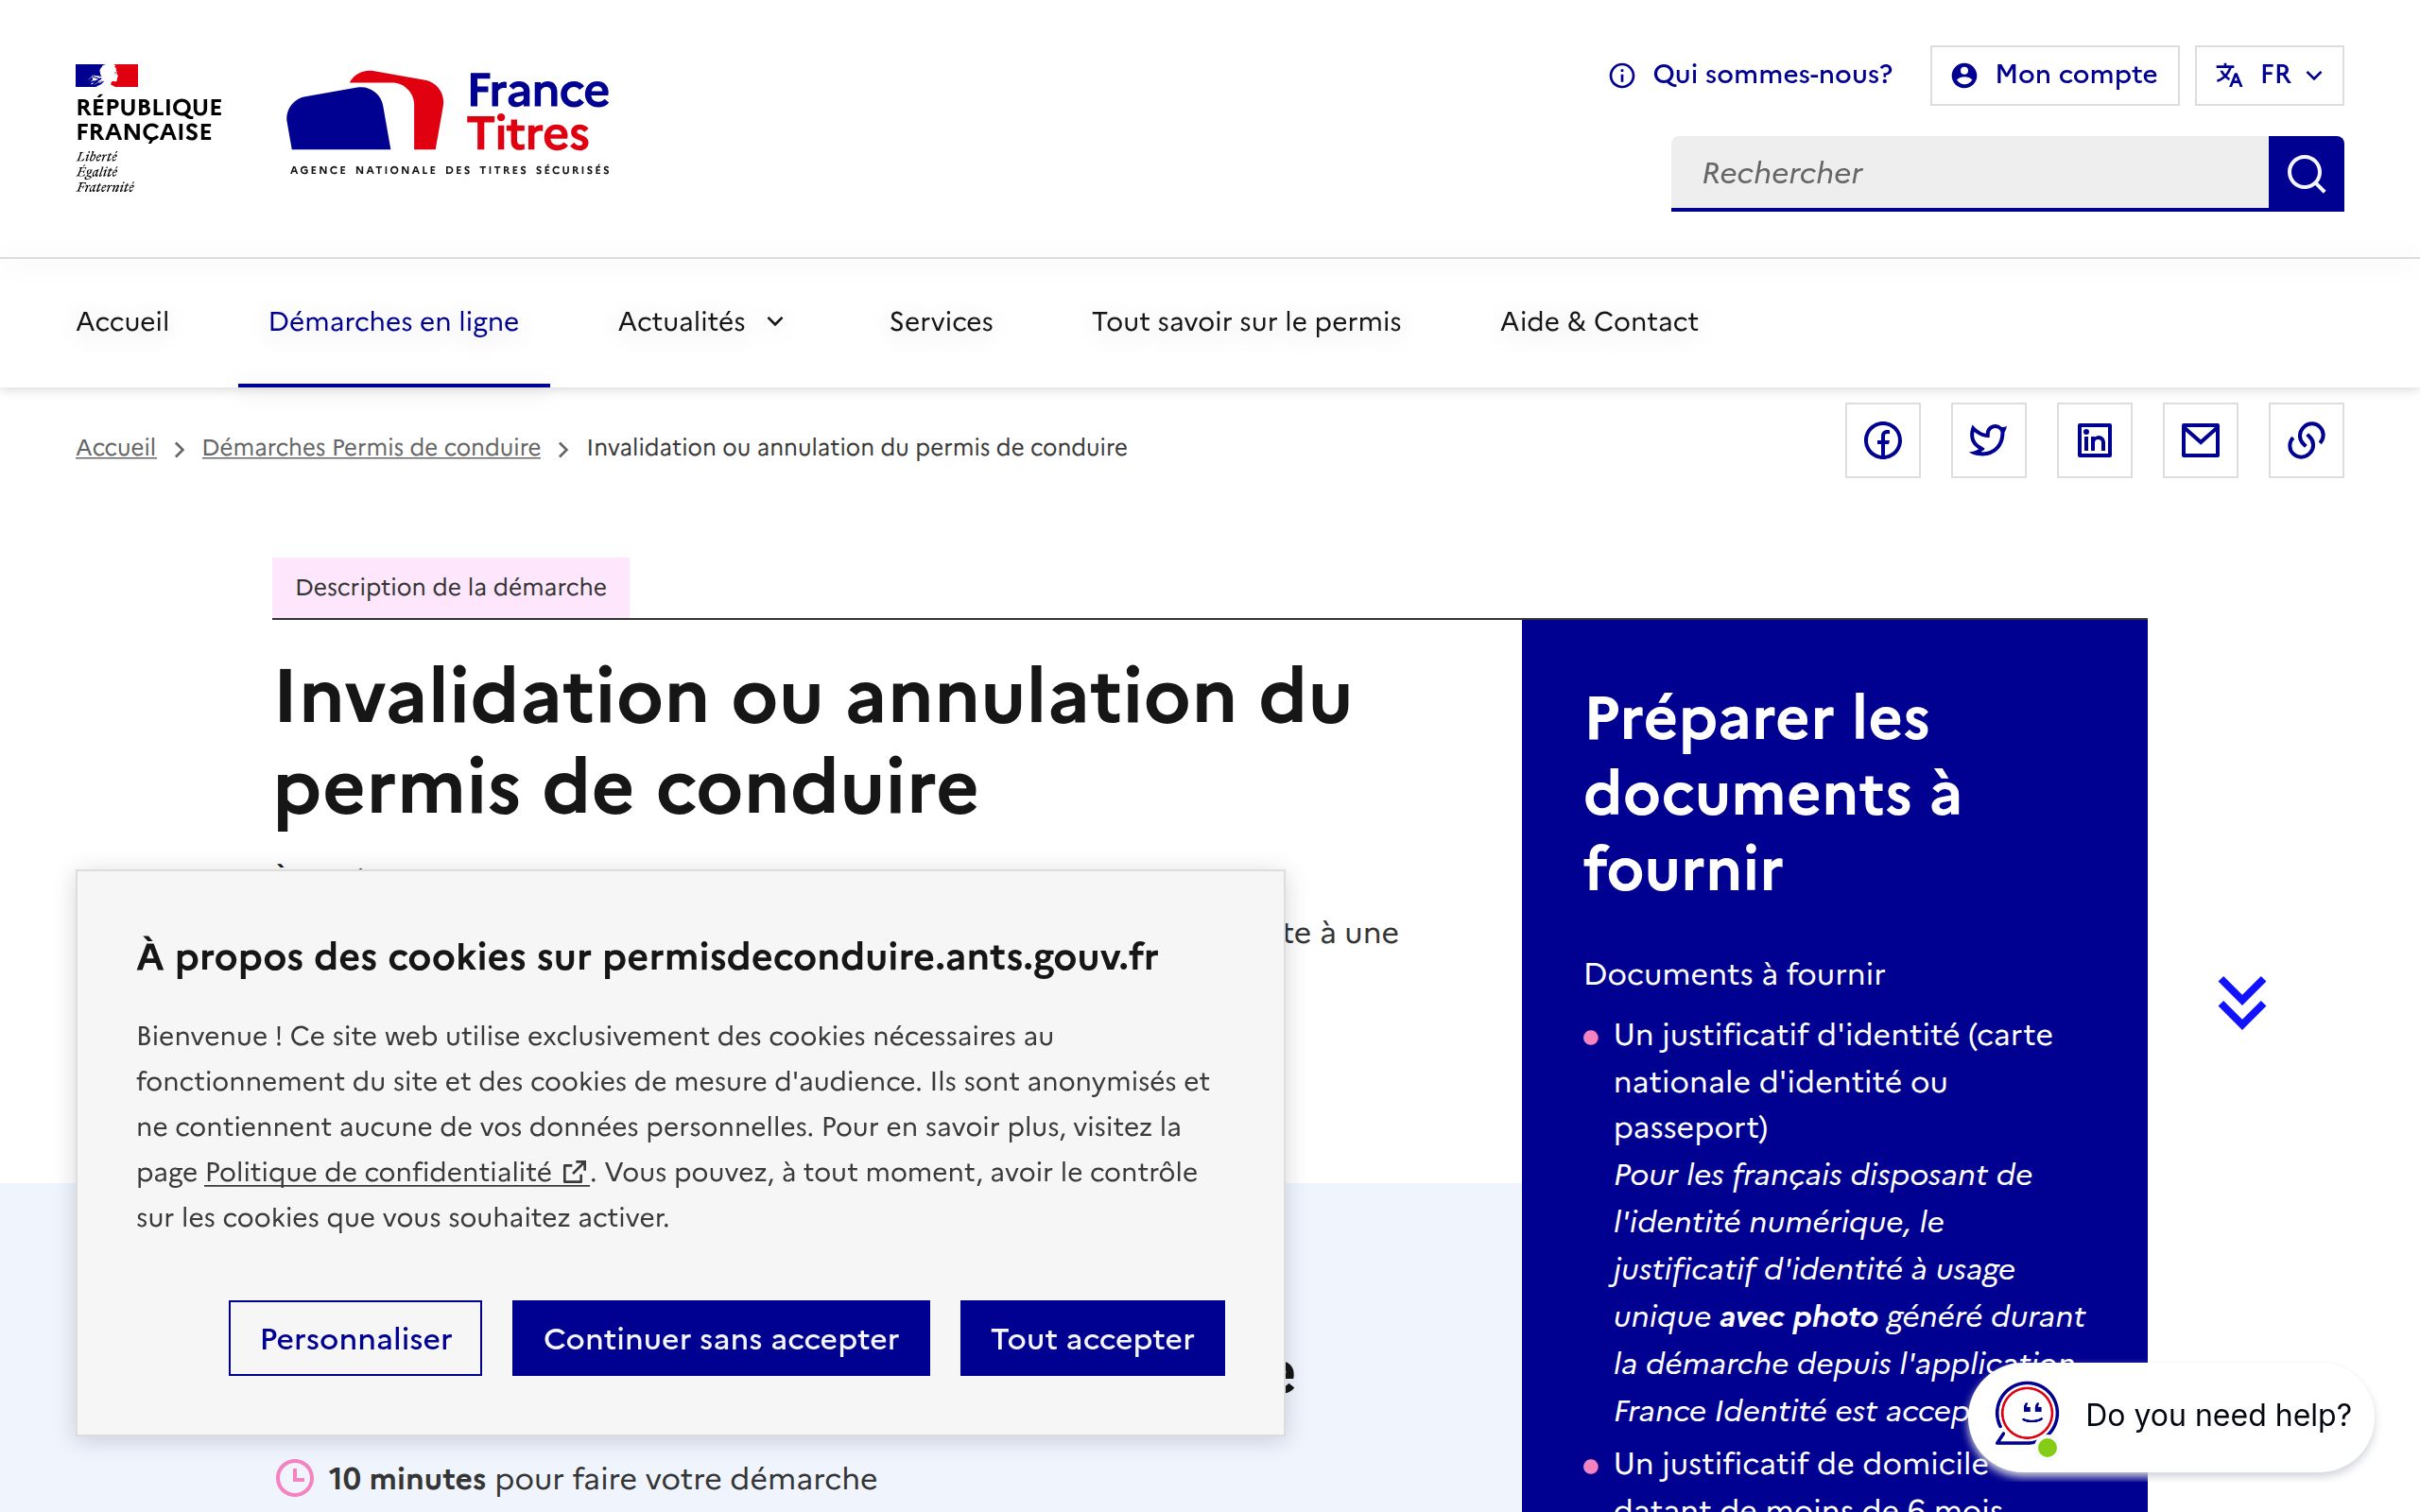 RÉPUBLIQUE
FRANÇAISE
Liberté
Égalité
Fraternité
France
Titres
AGENCE NATIONALE DES TITRES SÉCURISÉS
Qui sommes-nous?
Mon compte
FR
Rechercher
Accueil
Démarches en ligne
Actualités
Services
Tout savoir sur le permis
Aide & Contact
Accueil
Démarches Permis de conduire
Invalidation ou annulation du permis de conduire
Description de la démarche
Invalidation ou annulation du
permis de conduire
à une
À propos des cookies sur permisdeconduire.ants.gouv.fr
Bienvenue ! Ce site web utilise exclusivement des cookies nécessaires au
fonctionnement du site et des cookies de mesure d'audience. Ils sont anonymisés et
ne contiennent aucune de vos données personnelles. Pour en savoir plus, visitez la
page Politique de confidentialité. Vous pouvez, à tout moment, avoir le contrôle
sur les cookies que vous souhaitez activer.
Personnaliser
Continuer sans accepter
Tout accepter
10 minutes pour faire votre démarche
Préparer les
documents à
fournir
Documents à fournir
Un justificatif d'identité (carte
nationale d'identité ou
passeport)
Pour les français disposant de
l'identité numérique, le
justificatif d'identité à usage
unique avec photo généré durant
la démarche depuis l'application
France Identité est
Un justificatif de domicile
datant de moins de 6 mois
Do you need help?